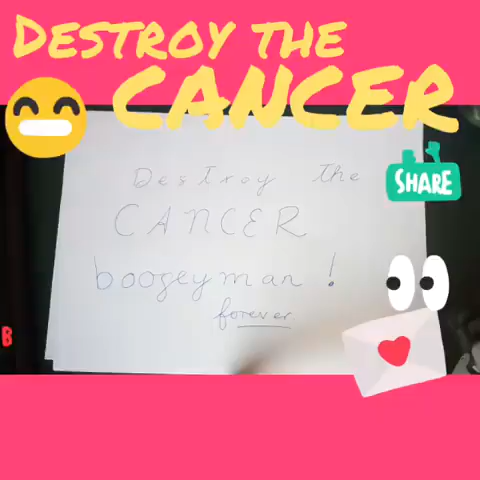 DESTROY THE
CANCER
SHARE
Destroy the
CANCER
boogeyman !
forever
B